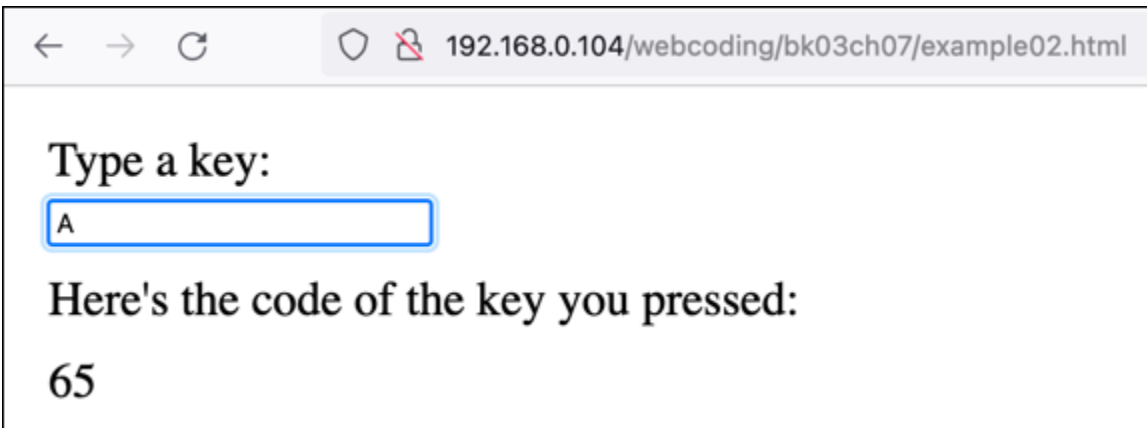 192.168.0.104/webcoding/bk03ch07/example02.html
Type a key:
A
Here's the code of the key you pressed:
65